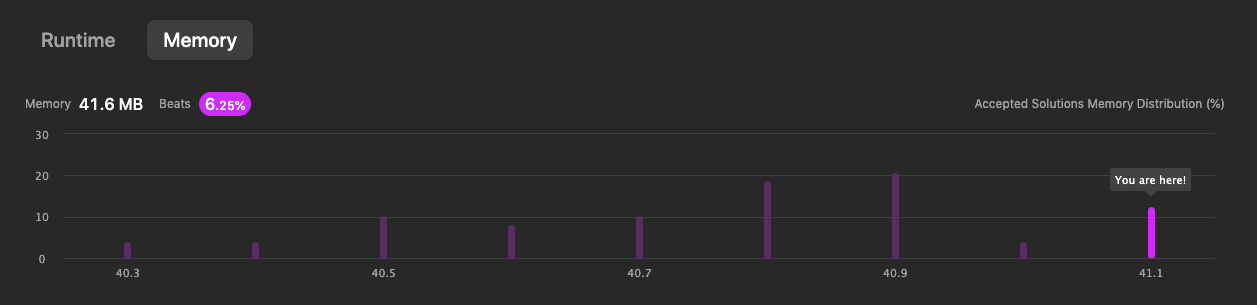 Runtime Memory
Memory 41.6 MB Beats 6.25% Accepted Solutions Memory Distribution (%)
30
20
You are here!
10
0
40.3 40.5 40.7 40.9 41.1